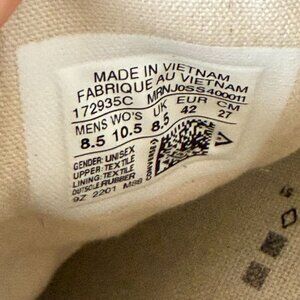 MADE IN VIETNAM
FABRIQUE AU VIETNAM
172935C MRNJ0SS400011
MENS WO'S UK EUR CM
8.5 10.5 8.5 42 27
GENDER: UNISEX
UPPER: TEXTILE
LINING: TEXTILE
OUTSOLE: RUBBER
9Z 2201 MSB
CONVERSE